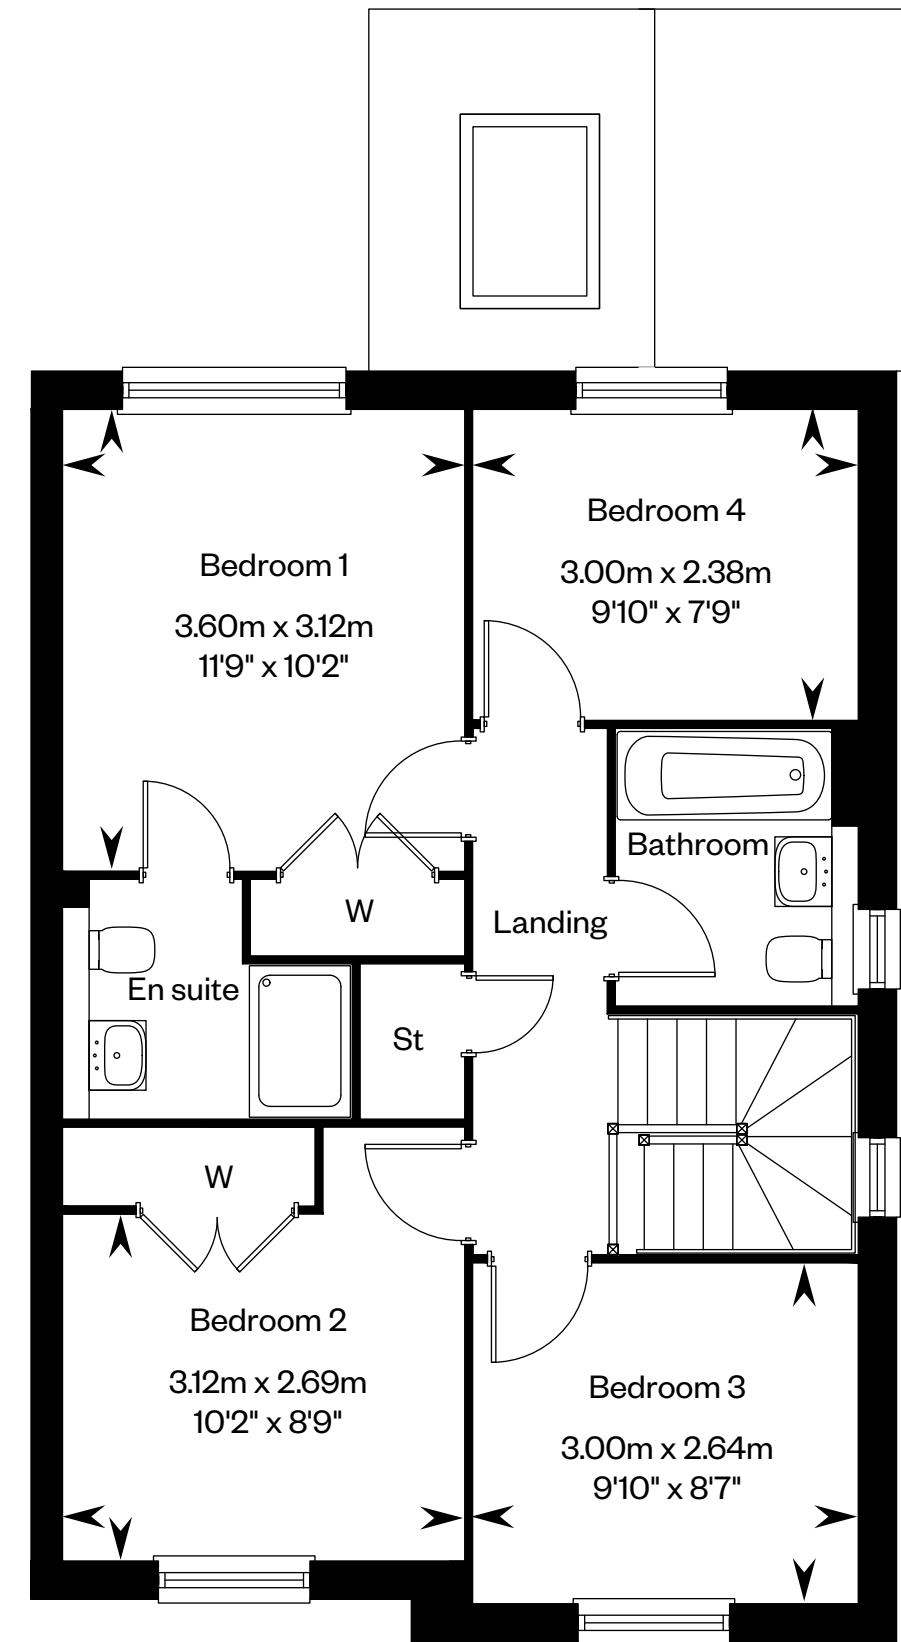 Bedroom 1
3.60m x 3.12m
11'9" x 10'2"
Bedroom 4
3.00m x 2.38m
9'10" x 7'9"
Bathroom
W
Landing
En suite
St
W
Bedroom 2
3.12m x 2.69m
10'2" x 8'9"
Bedroom 3
3.00m x 2.64m
9'10" x 8'7"